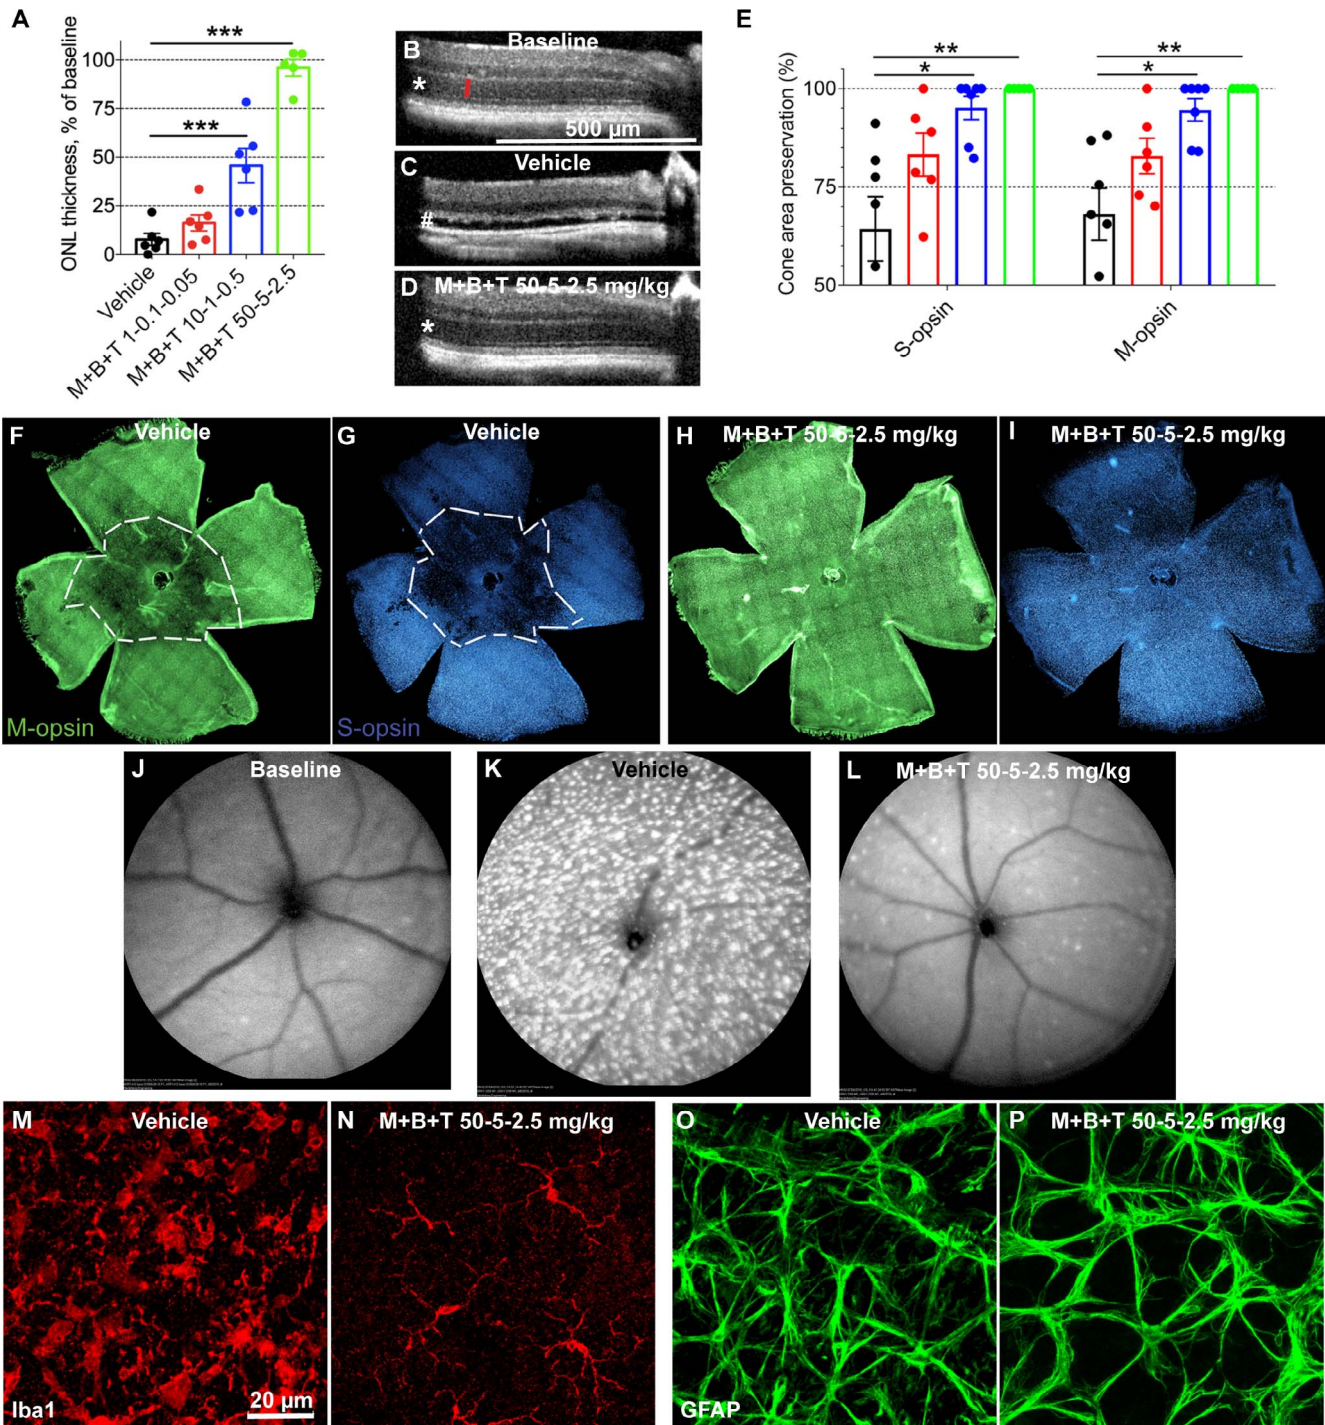 A
ONL thickness, % of baseline
100
75
50
25
0
***
***
Vehicle
M+B+T 1-0.1-0.05
M+B+T 10-1-0.5
M+B+T 50-5-2.5
B
Baseline
*
500 µm
C
Vehicle
#
D
M+B+T 50-5-2.5 mg/kg
*
E
Cone area preservation (%)
100
75
50
**
*
**
*
S-opsin
M-opsin
F
Vehicle
M-opsin
G
Vehicle
S-opsin
H
M+B+T 50-5-2.5 mg/kg
I
M+B+T 50-5-2.5 mg/kg
J
Baseline
K
Vehicle
L
M+B+T 50-5-2.5 mg/kg
M
Vehicle
Iba1
20 µm
N
M+B+T 50-5-2.5 mg/kg
O
Vehicle
GFAP
P
M+B+T 50-5-2.5 mg/kg